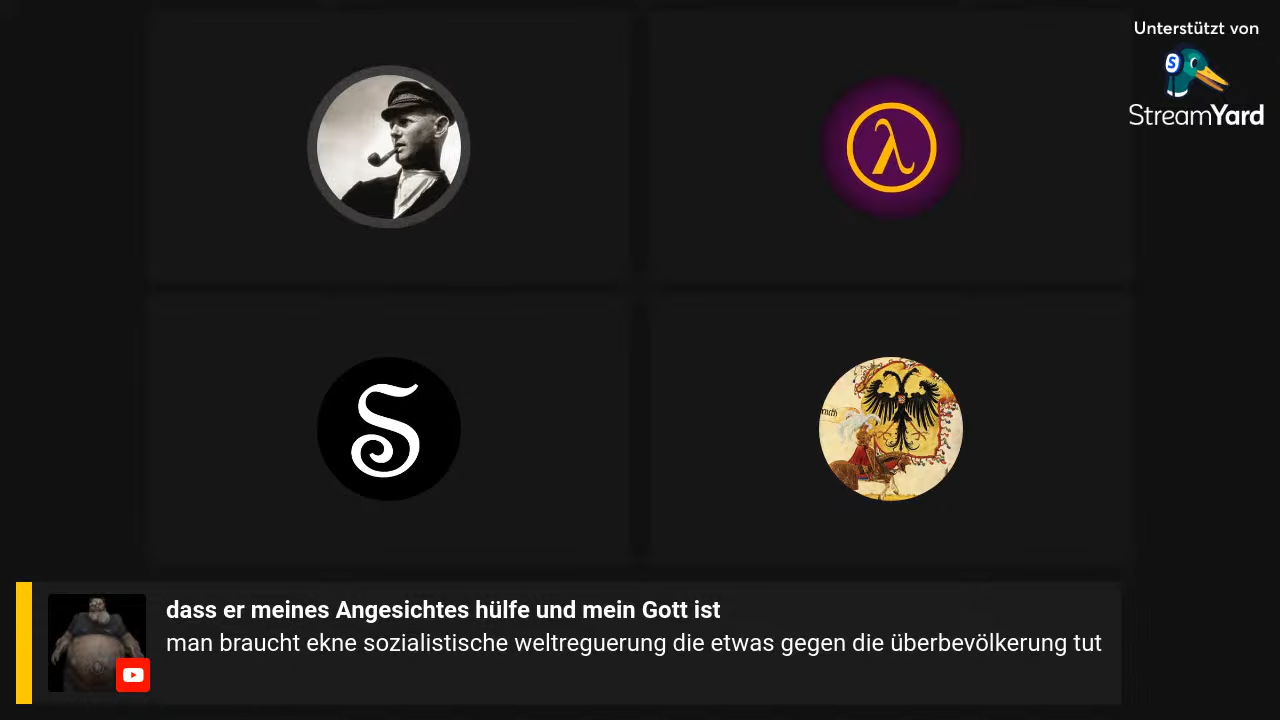 Unterstützt von
StreamYard
dass er meines Angesichtes hülfe und mein Gott ist
man braucht ekne sozialistische weltreguerung die etwas gegen die überbevölkerung tut